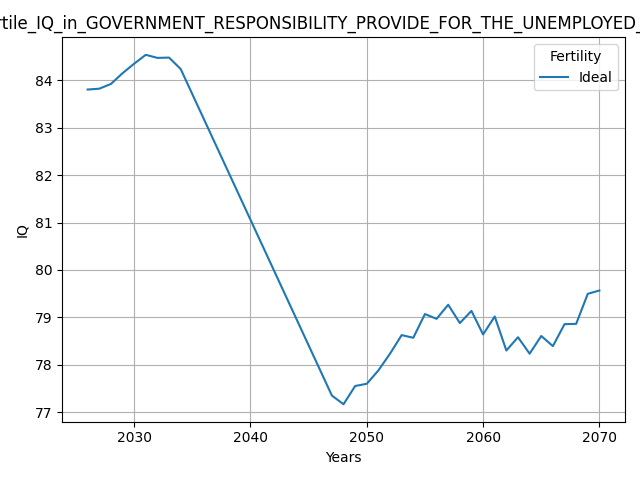 rtile_IQ_in_GOVERNMENT_RESPONSIBILITY_PROVIDE_FOR_THE_UNEMPLOYED_
Fertility
Ideal
84
83
82
81
80
79
78
77
IQ
2030 2040 2050 2060 2070
Years